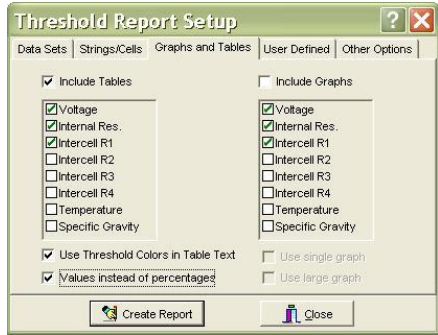 Threshold Report Setup
Data Sets Strings/Cells Graphs and Tables User Defined Other Options
Include Tables Include Graphs
Voltage Voltage
Internal Res. Internal Res.
Intercell R1 Intercell R1
Intercell R2 Intercell R2
Intercell R3 Intercell R3
Intercell R4 Intercell R4
Temperature Temperature
Specific Gravity Specific Gravity
Use Threshold Colors in Table Text Use single graph
Values instead of percentages Use large graph
Create Report Close